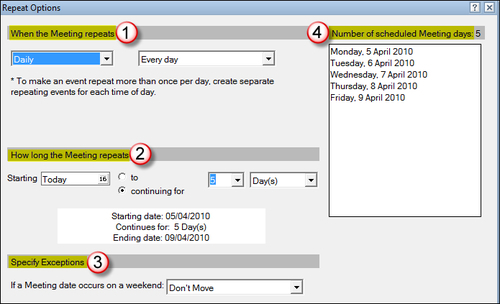 Repeat Options
?
When the Meeting repeats 1
Daily
Every day
* To make an event repeat more than once per day, create separate
repeating events for each time of day.
How long the Meeting repeats 2
Starting Today 16
to
continuing for
5
Day(s)
Starting date: 05/04/2010
Continues for: 5 Day(s)
Ending date: 09/04/2010
Specify Exceptions 3
If a Meeting date occurs on a weekend: Don't Move
4 Number of scheduled Meeting days: 5
Monday, 5 April 2010
Tuesday, 6 April 2010
Wednesday, 7 April 2010
Thursday, 8 April 2010
Friday, 9 April 2010